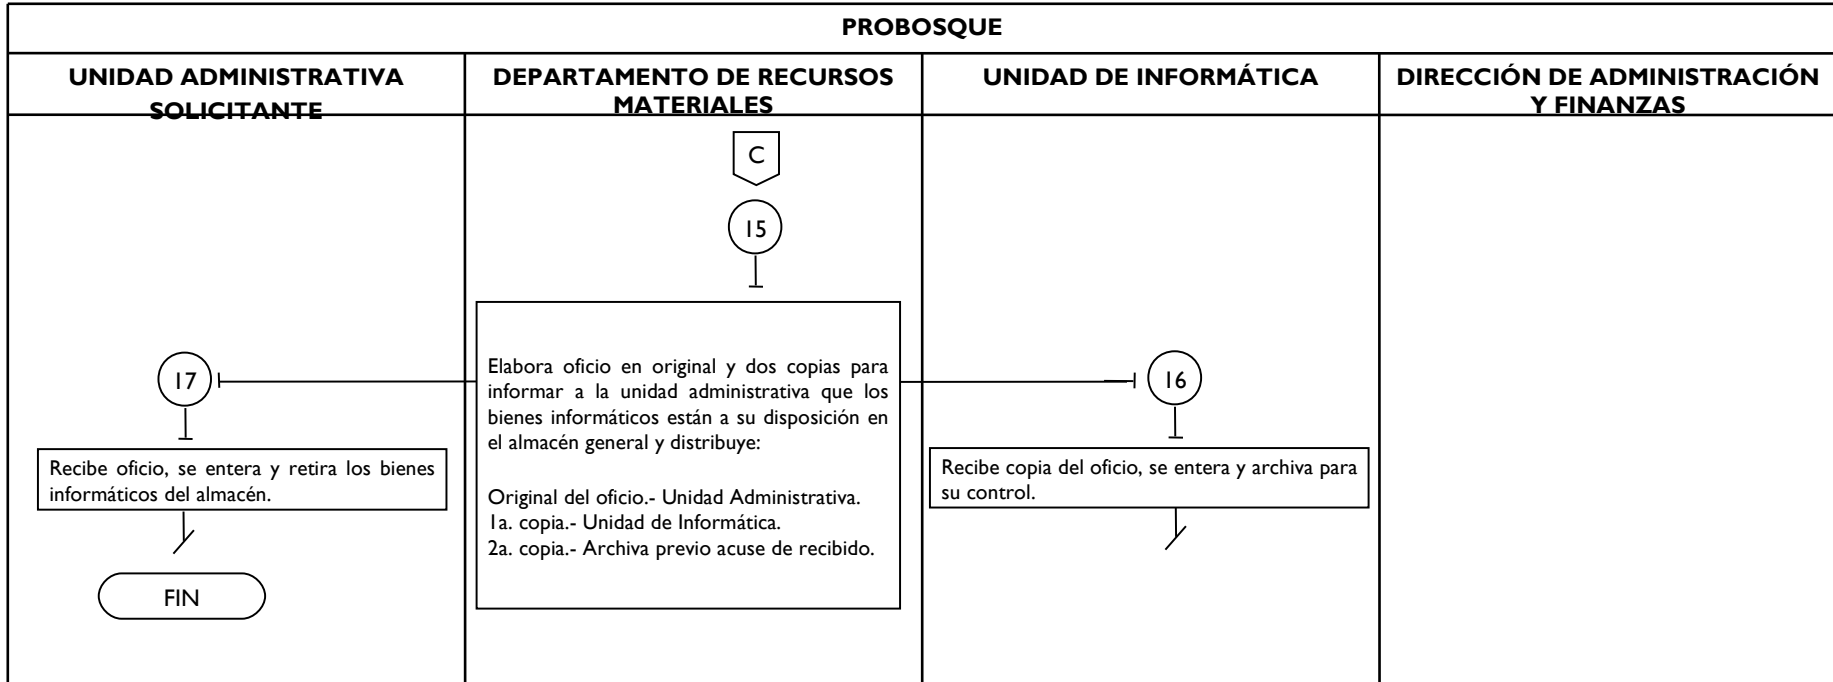 PROBOSQUE
UNIDAD ADMINISTRATIVA
SOLICITANTE
DEPARTAMENTO DE RECURSOS
MATERIALES
UNIDAD DE INFORMÁTICA
DIRECCIÓN DE ADMINISTRACIÓN
Y FINANZAS
C
15
Elabora oficio en original y dos copias para
informar a la unidad administrativa que los
bienes informáticos están a su disposición en
el almacén general y distribuye:
Original del oficio.- Unidad Administrativa.
1a. copia.- Unidad de Informática.
2a. copia.- Archiva previo acuse de recibido.
16
Recibe copia del oficio, se entera y archiva para
su control.
17
Recibe oficio, se entera y retira los bienes
informáticos del almacén.
FIN